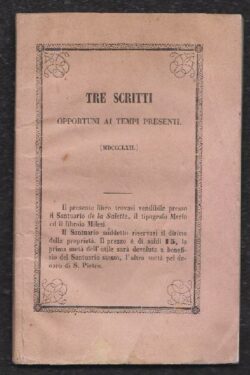 TRE SCRITTI
OPPORTUNI AI TEMPI PRESENTI.
(MDCCCLXII.)
Il presente libro trovasi vendibile presso
il Santuario de la Salette, il tipografo Merlo
ed il libraio Milesi.
Il Santuario suddetto riservasi il diritto
della proprietà. Il prezzo è di soldi 15, la
prima metà dell'utile sarà devoluta a benefi-
zio del Santuario stesso, l'altra metà pel de-
naro di S. Pietro.